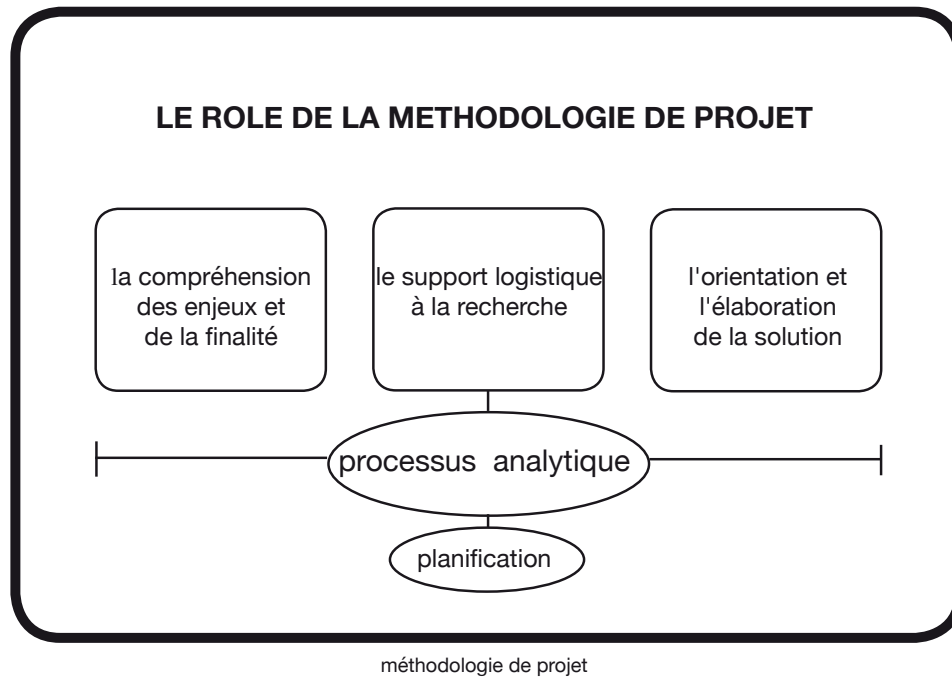 LE ROLE DE LA METHODOLOGIE DE PROJET
la compréhension
des enjeux et
de la finalité
le support logistique
à la recherche
l'orientation et
l'élaboration
de la solution
processus analytique
planification
méthodologie de projet